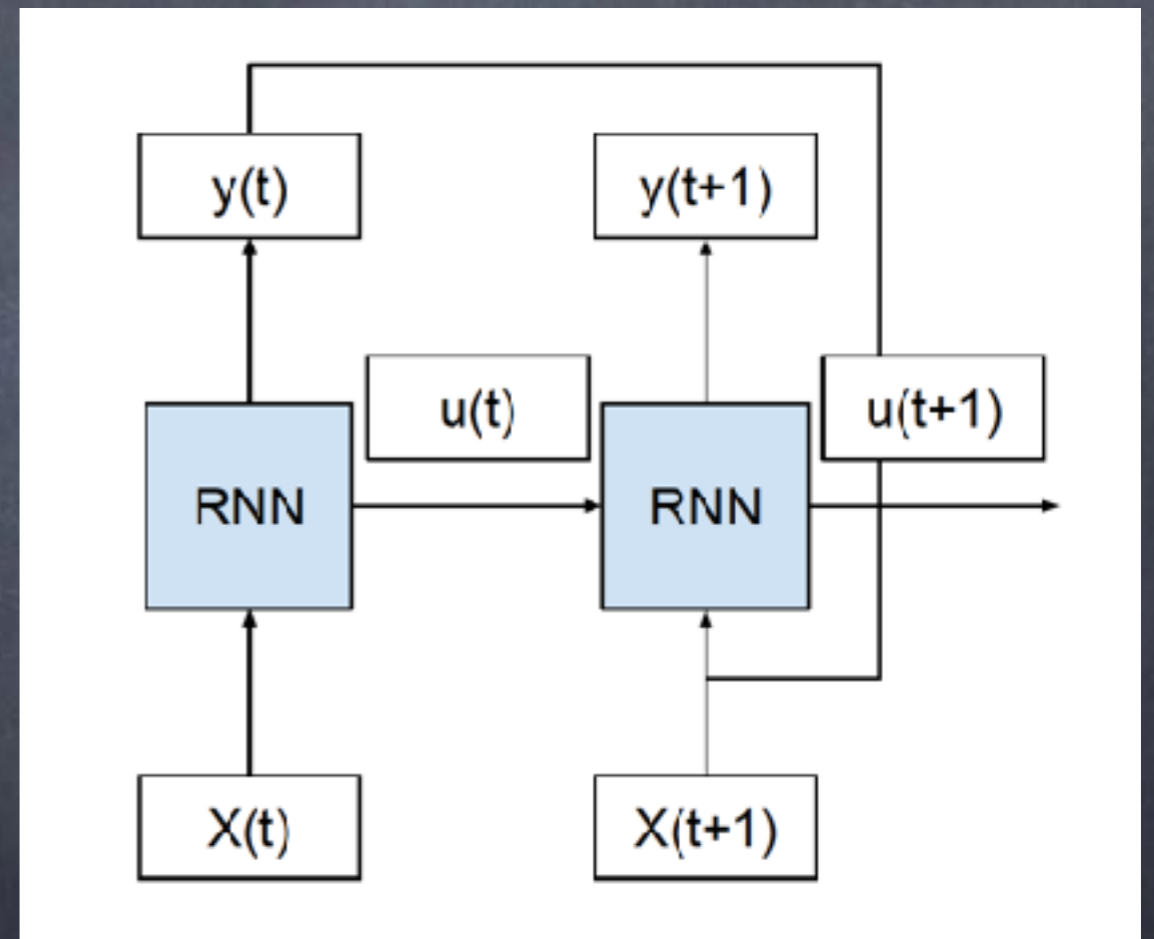 y(t)
y(t+1)
u(t)
u(t+1)
RNN
RNN
X(t)
X(t+1)